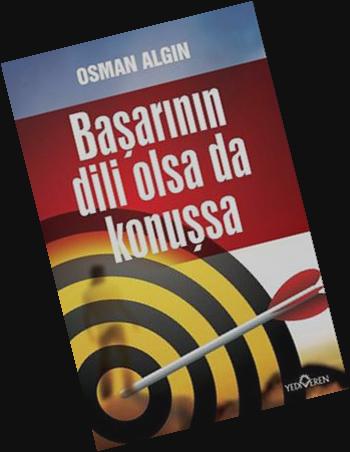 OSMAN ALGIN
Başarının
dili olsa da
konuşsa
YEDİVEREN